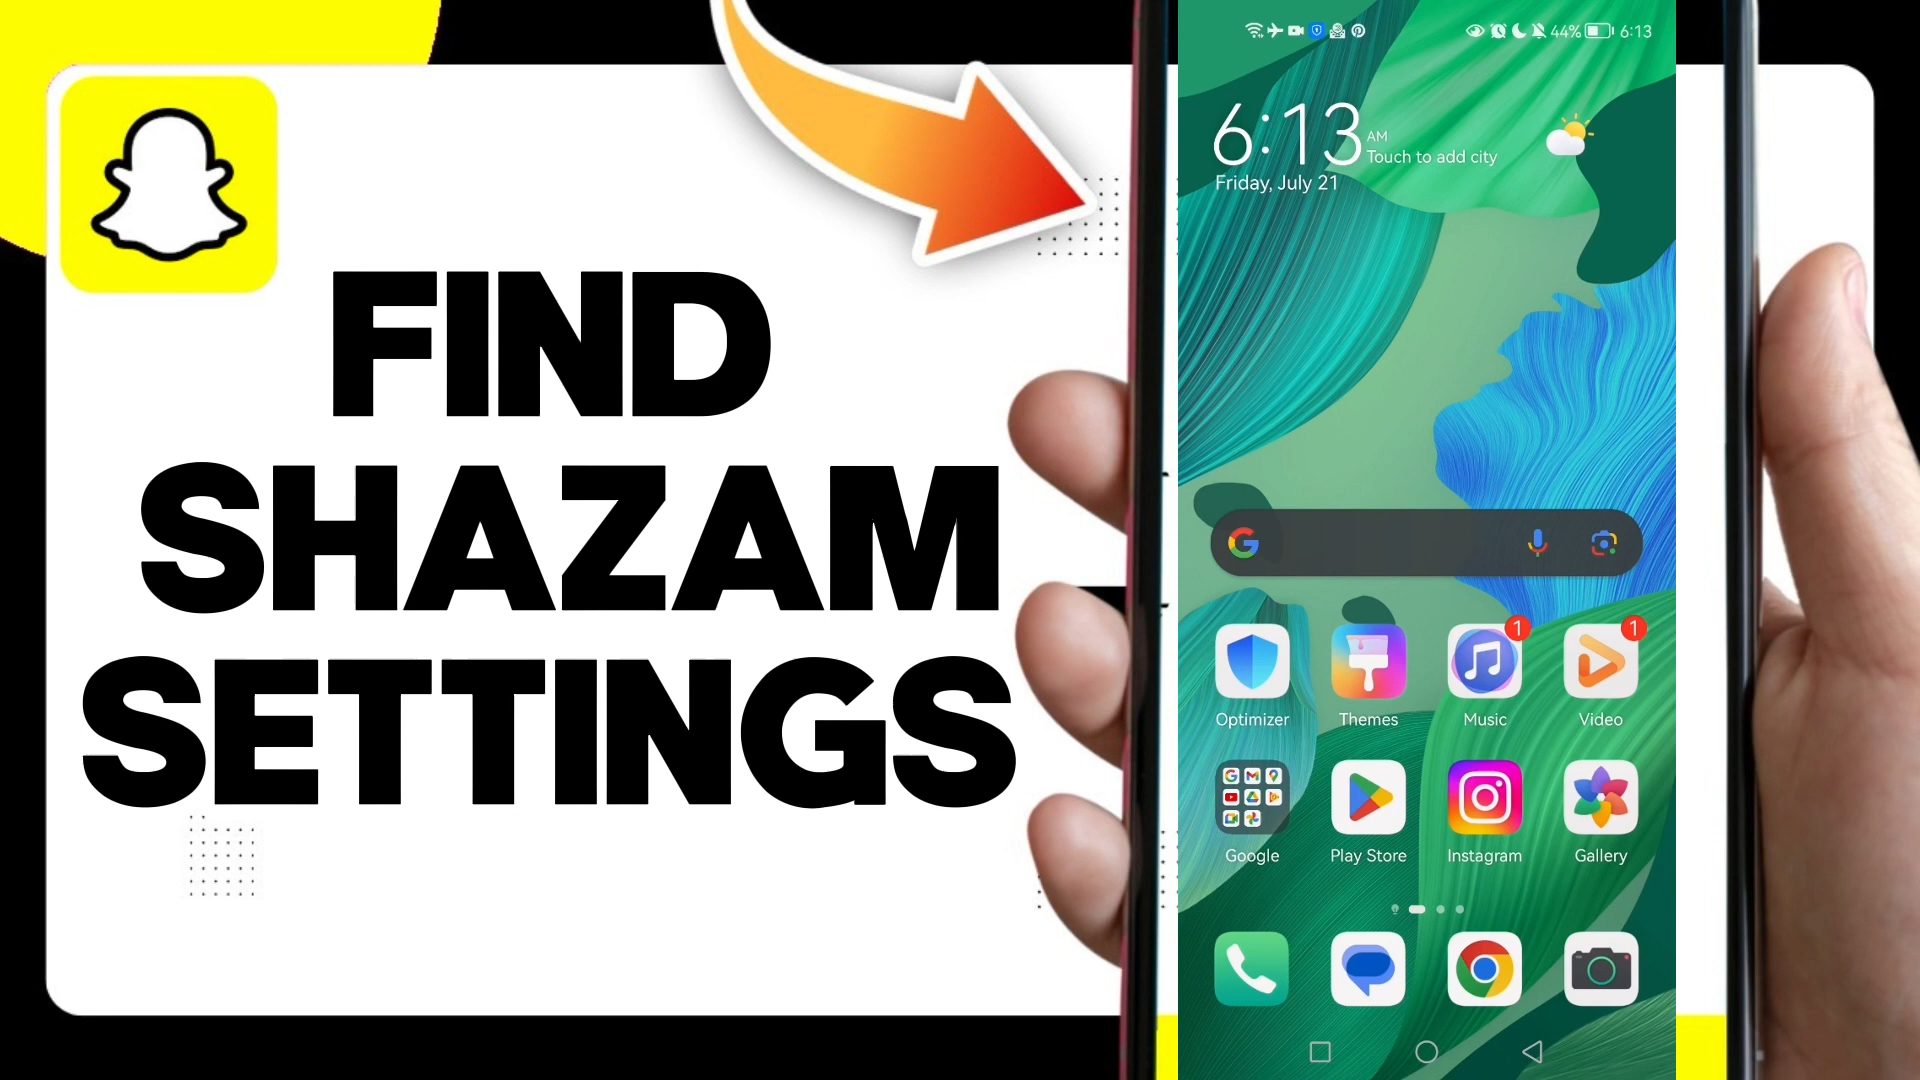 FIND
SHAZAM
SETTINGS
44% 6:13
6:13 AM
Touch to add city
Friday, July 21
1 1
Optimizer Themes Music Video
Google Play Store Instagram Gallery